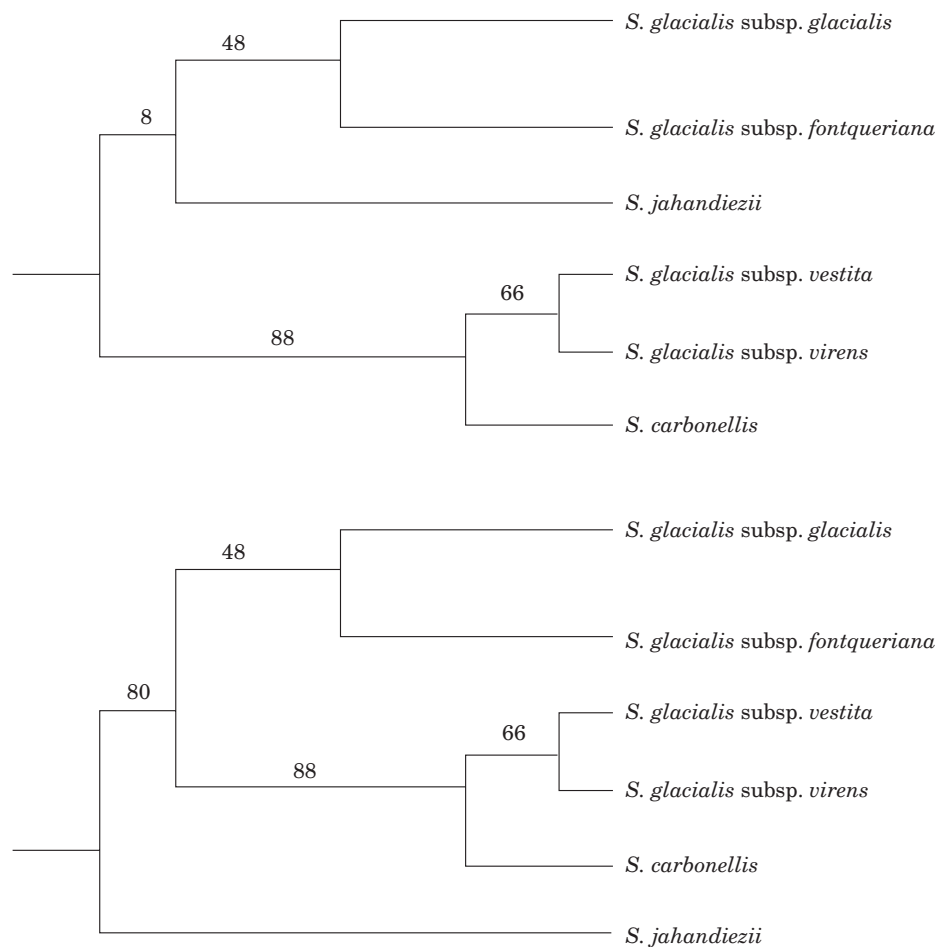 S. glacialis subsp. glacialis
48
8
S. glacialis subsp. fontqueriana
S. jahandiezii
S. glacialis subsp. vestita
66
88
S. glacialis subsp. virens
S. carbonellis
S. glacialis subsp. glacialis
48
S. glacialis subsp. fontqueriana
80
S. glacialis subsp. vestita
66
88
S. glacialis subsp. virens
S. carbonellis
S. jahandiezii